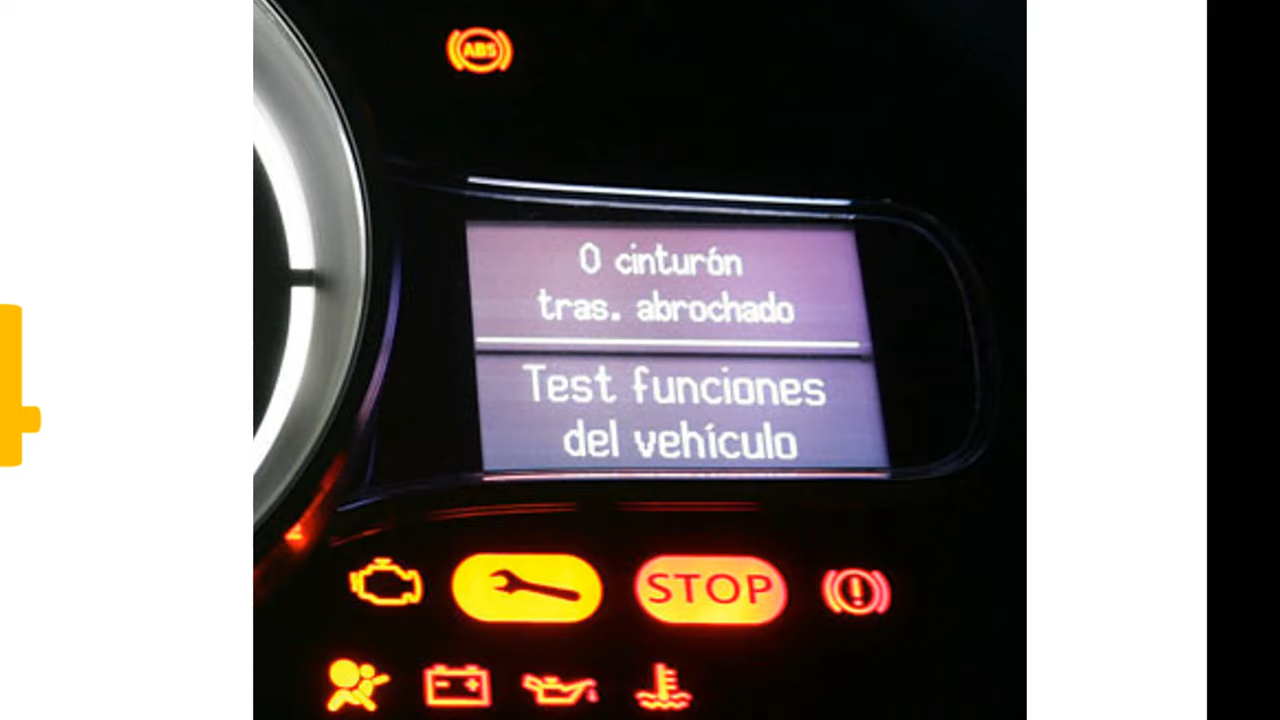 ABS
0 cinturón
tras. abrochado
Test funciones
del vehículo
STOP